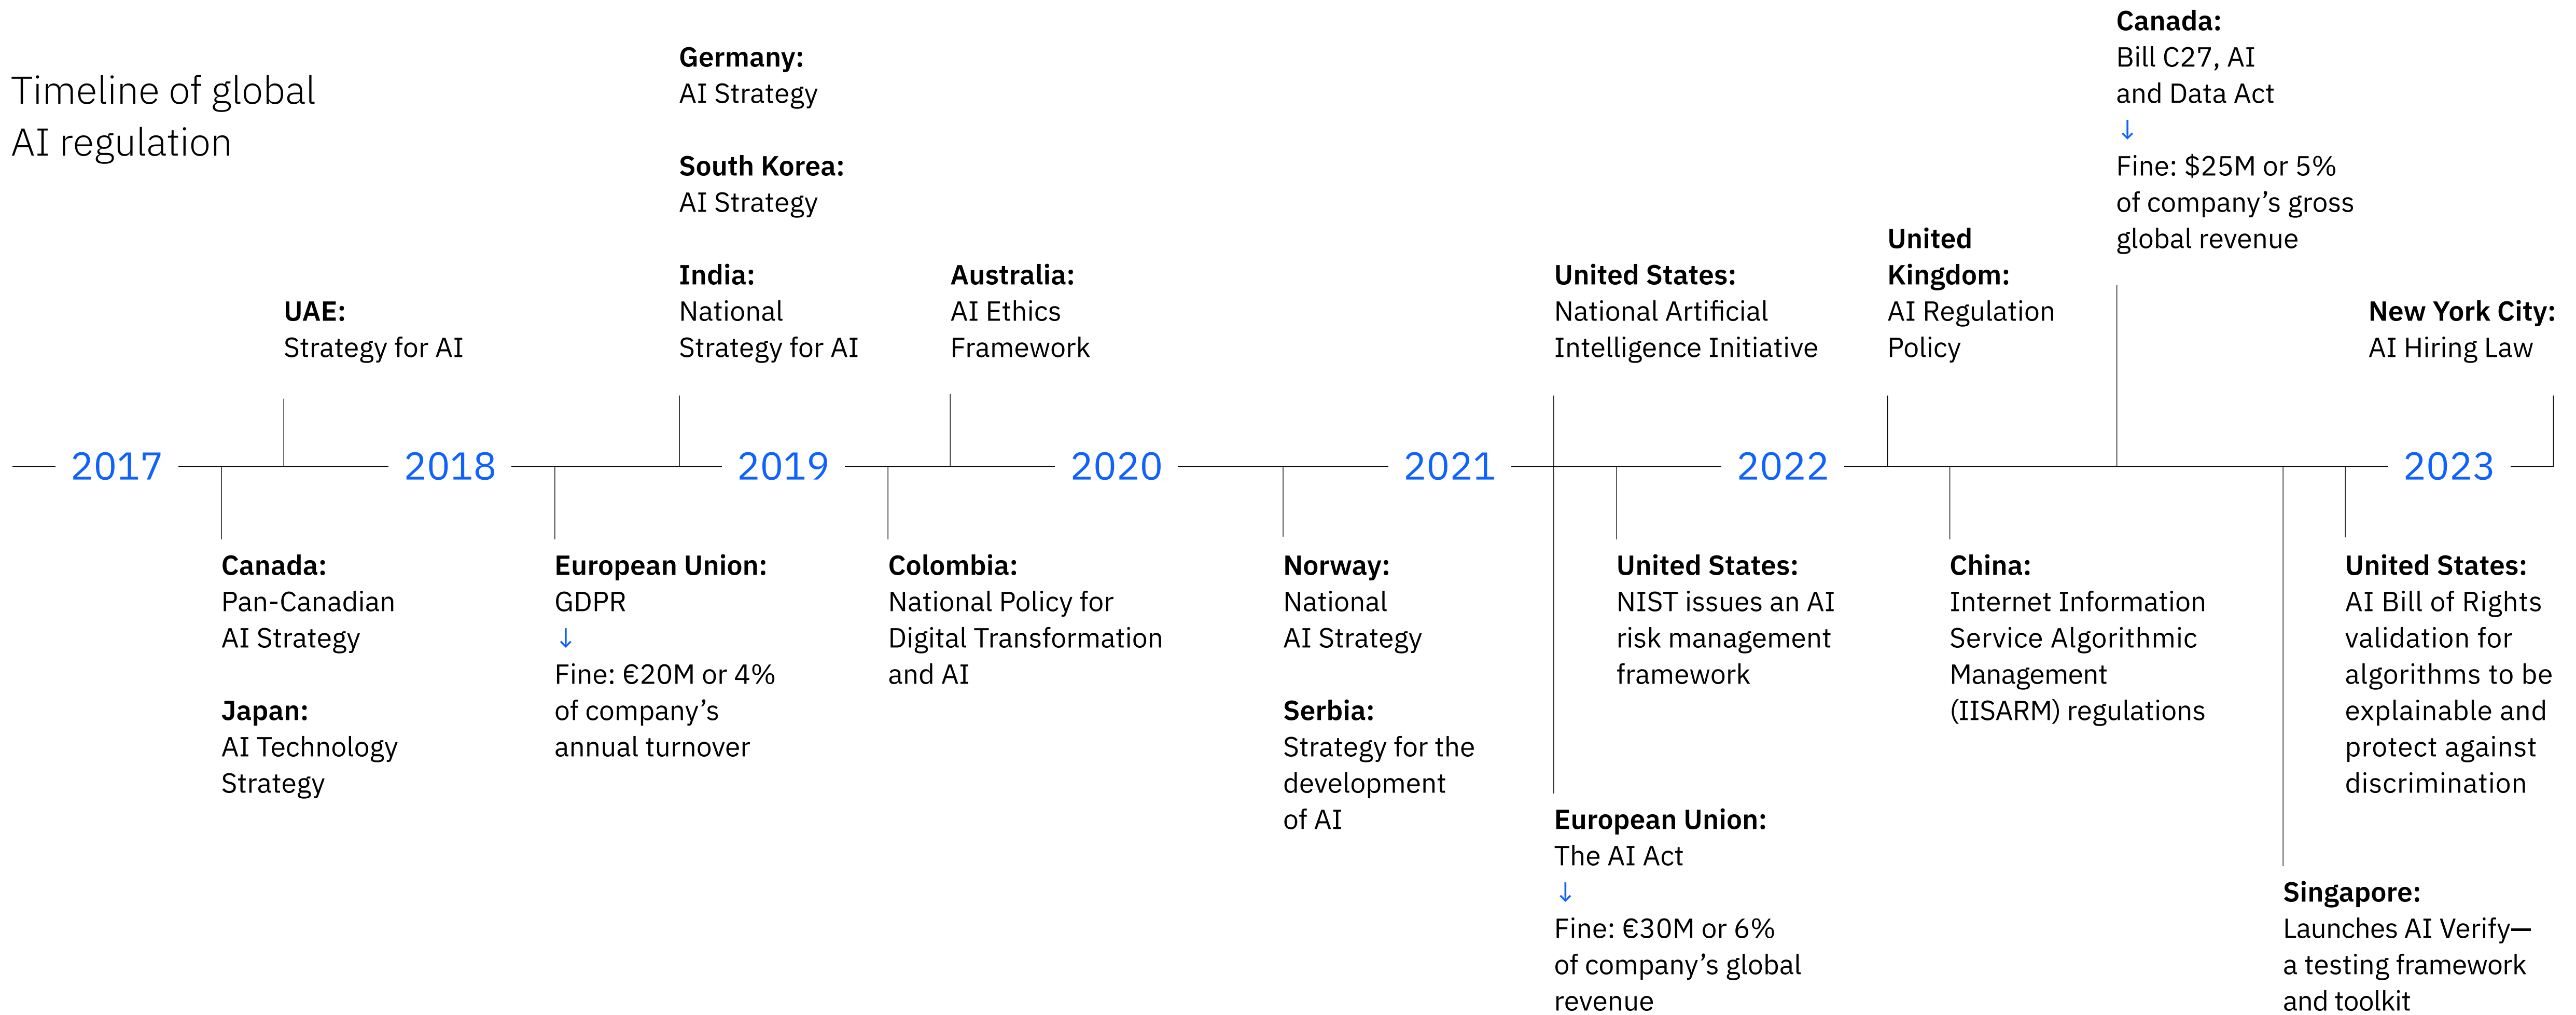 Timeline of global
AI regulation
UAE:
Strategy for AI
Germany:
AI Strategy
South Korea:
AI Strategy
India:
National
Strategy for AI
Australia:
AI Ethics
Framework
United States:
National Artificial
Intelligence Initiative
United
Kingdom:
AI Regulation
Policy
Canada:
Bill C27, AI
and Data Act
↓
Fine: $25M or 5%
of company’s gross
global revenue
New York City:
AI Hiring Law
2017
2018
2019
2020
2021
2022
2023
Canada:
Pan-Canadian
AI Strategy
Japan:
AI Technology
Strategy
European Union:
GDPR
↓
Fine: €20M or 4%
of company’s
annual turnover
Colombia:
National Policy for
Digital Transformation
and AI
Norway:
National
AI Strategy
Serbia:
Strategy for the
development
of AI
European Union:
The AI Act
↓
Fine: €30M or 6%
of company’s global
revenue
United States:
NIST issues an AI
risk management
framework
China:
Internet Information
Service Algorithmic
Management
(IISARM) regulations
Singapore:
Launches AI Verify—
a testing framework
and toolkit
United States:
AI Bill of Rights
validation for
algorithms to be
explainable and
protect against
discrimination